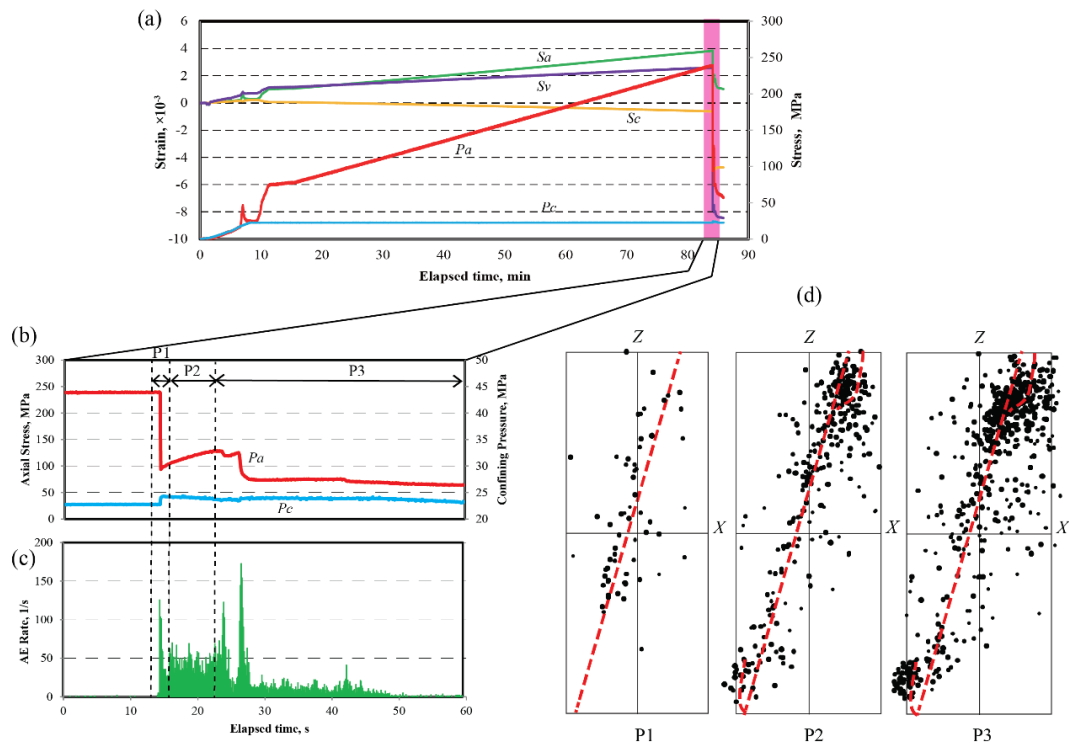 (a)
6
4
2
0
-2
-4
-6
-8
-10
Strain, ×10⁻³
300
250
200
150
100
50
0
Stress, MPa
Sa
Sv
Sc
Pa
Pc
0 10 20 30 40 50 60 70 80 90
Elapsed time, min
(b)
P1
P2
P3
300
250
200
150
100
50
0
Axial Stress, MPa
50
45
40
35
30
25
20
Confining Pressure, MPa
Pa
Pc
(c)
200
150
100
50
0
AE Rate, 1/s
0 10 20 30 40 50 60
Elapsed time, s
(d)
Z Z Z
X X
P1 P2 P3